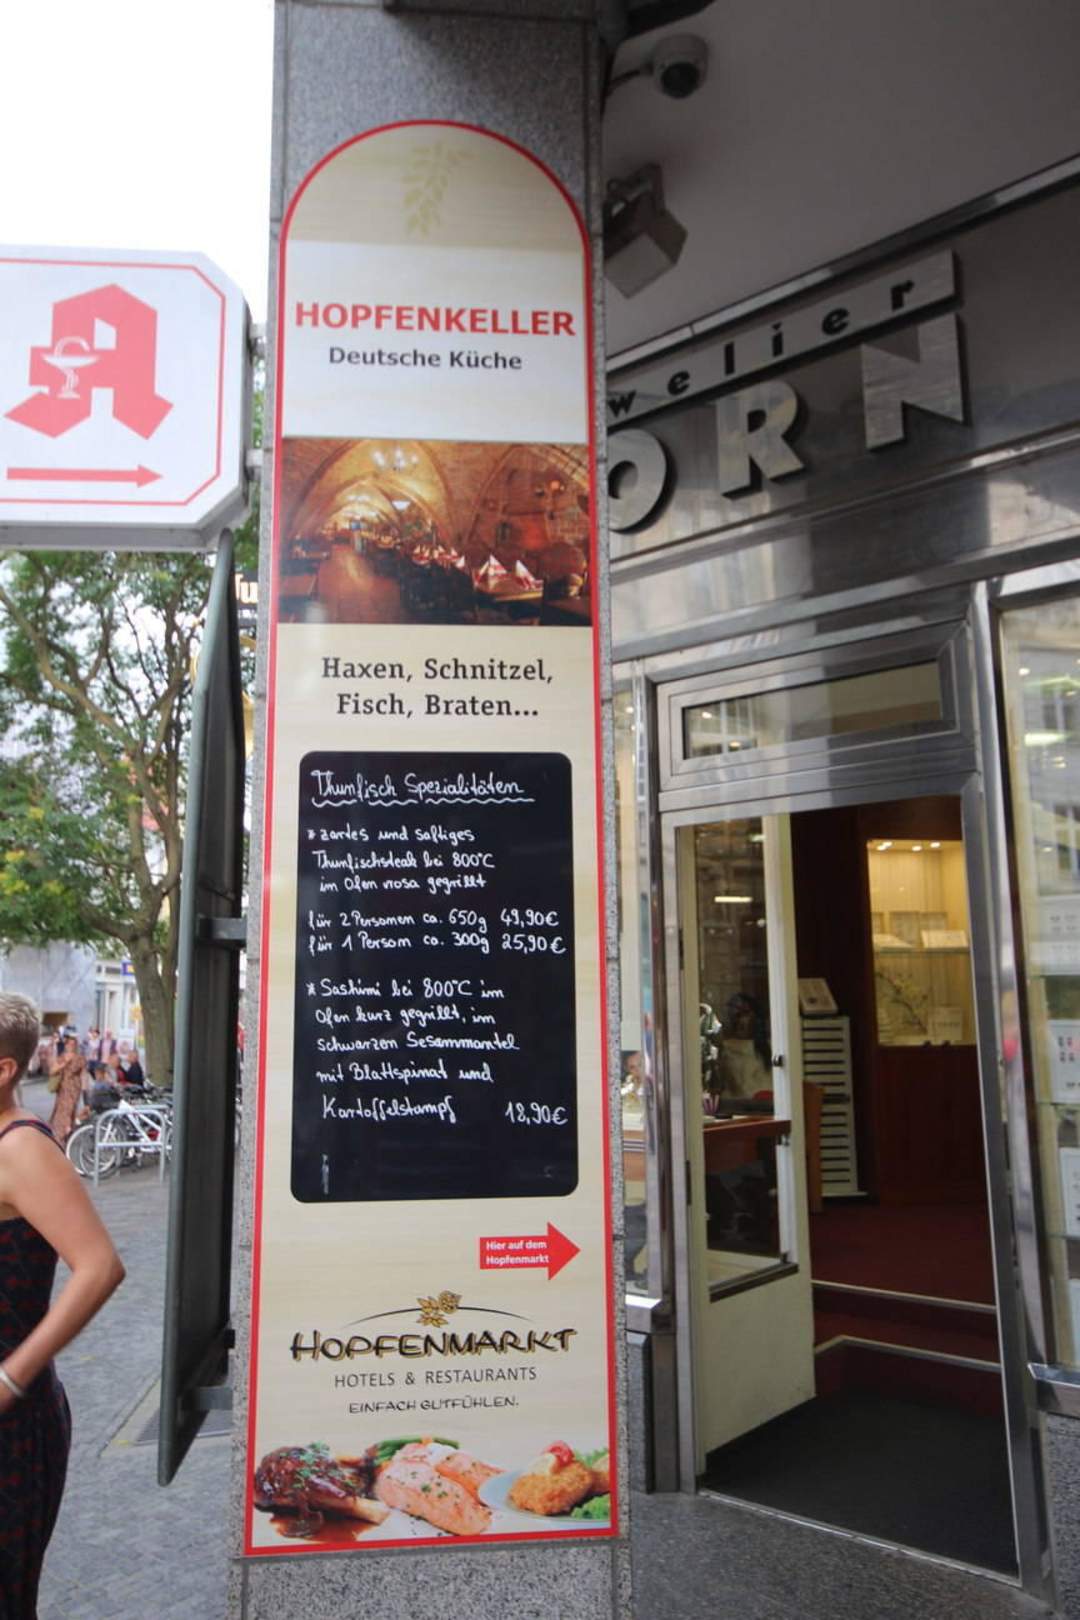 HOPFENKELLER
Deutsche Küche
welier
ORN
Haxen, Schnitzel,
Fisch, Braten...
Thunfisch Spezialitäten
* zartes und saftiges
Thunfischsteak bei 800°C
im Ofen rosa gegrillt
für 2 Personen ca. 650g 49,90€
für 1 Person ca. 300g 25,90€
* Sashimi bei 800°C im
Ofen kurz gegrillt, im
schwarzen Sesammantel
mit Blattspinat und
Kartoffelstampf 18,90€
Hier auf dem
Hopfenmarkt
HOPFENMARKT
HOTELS & RESTAURANTS
EINFACH GUTFÜHLEN.